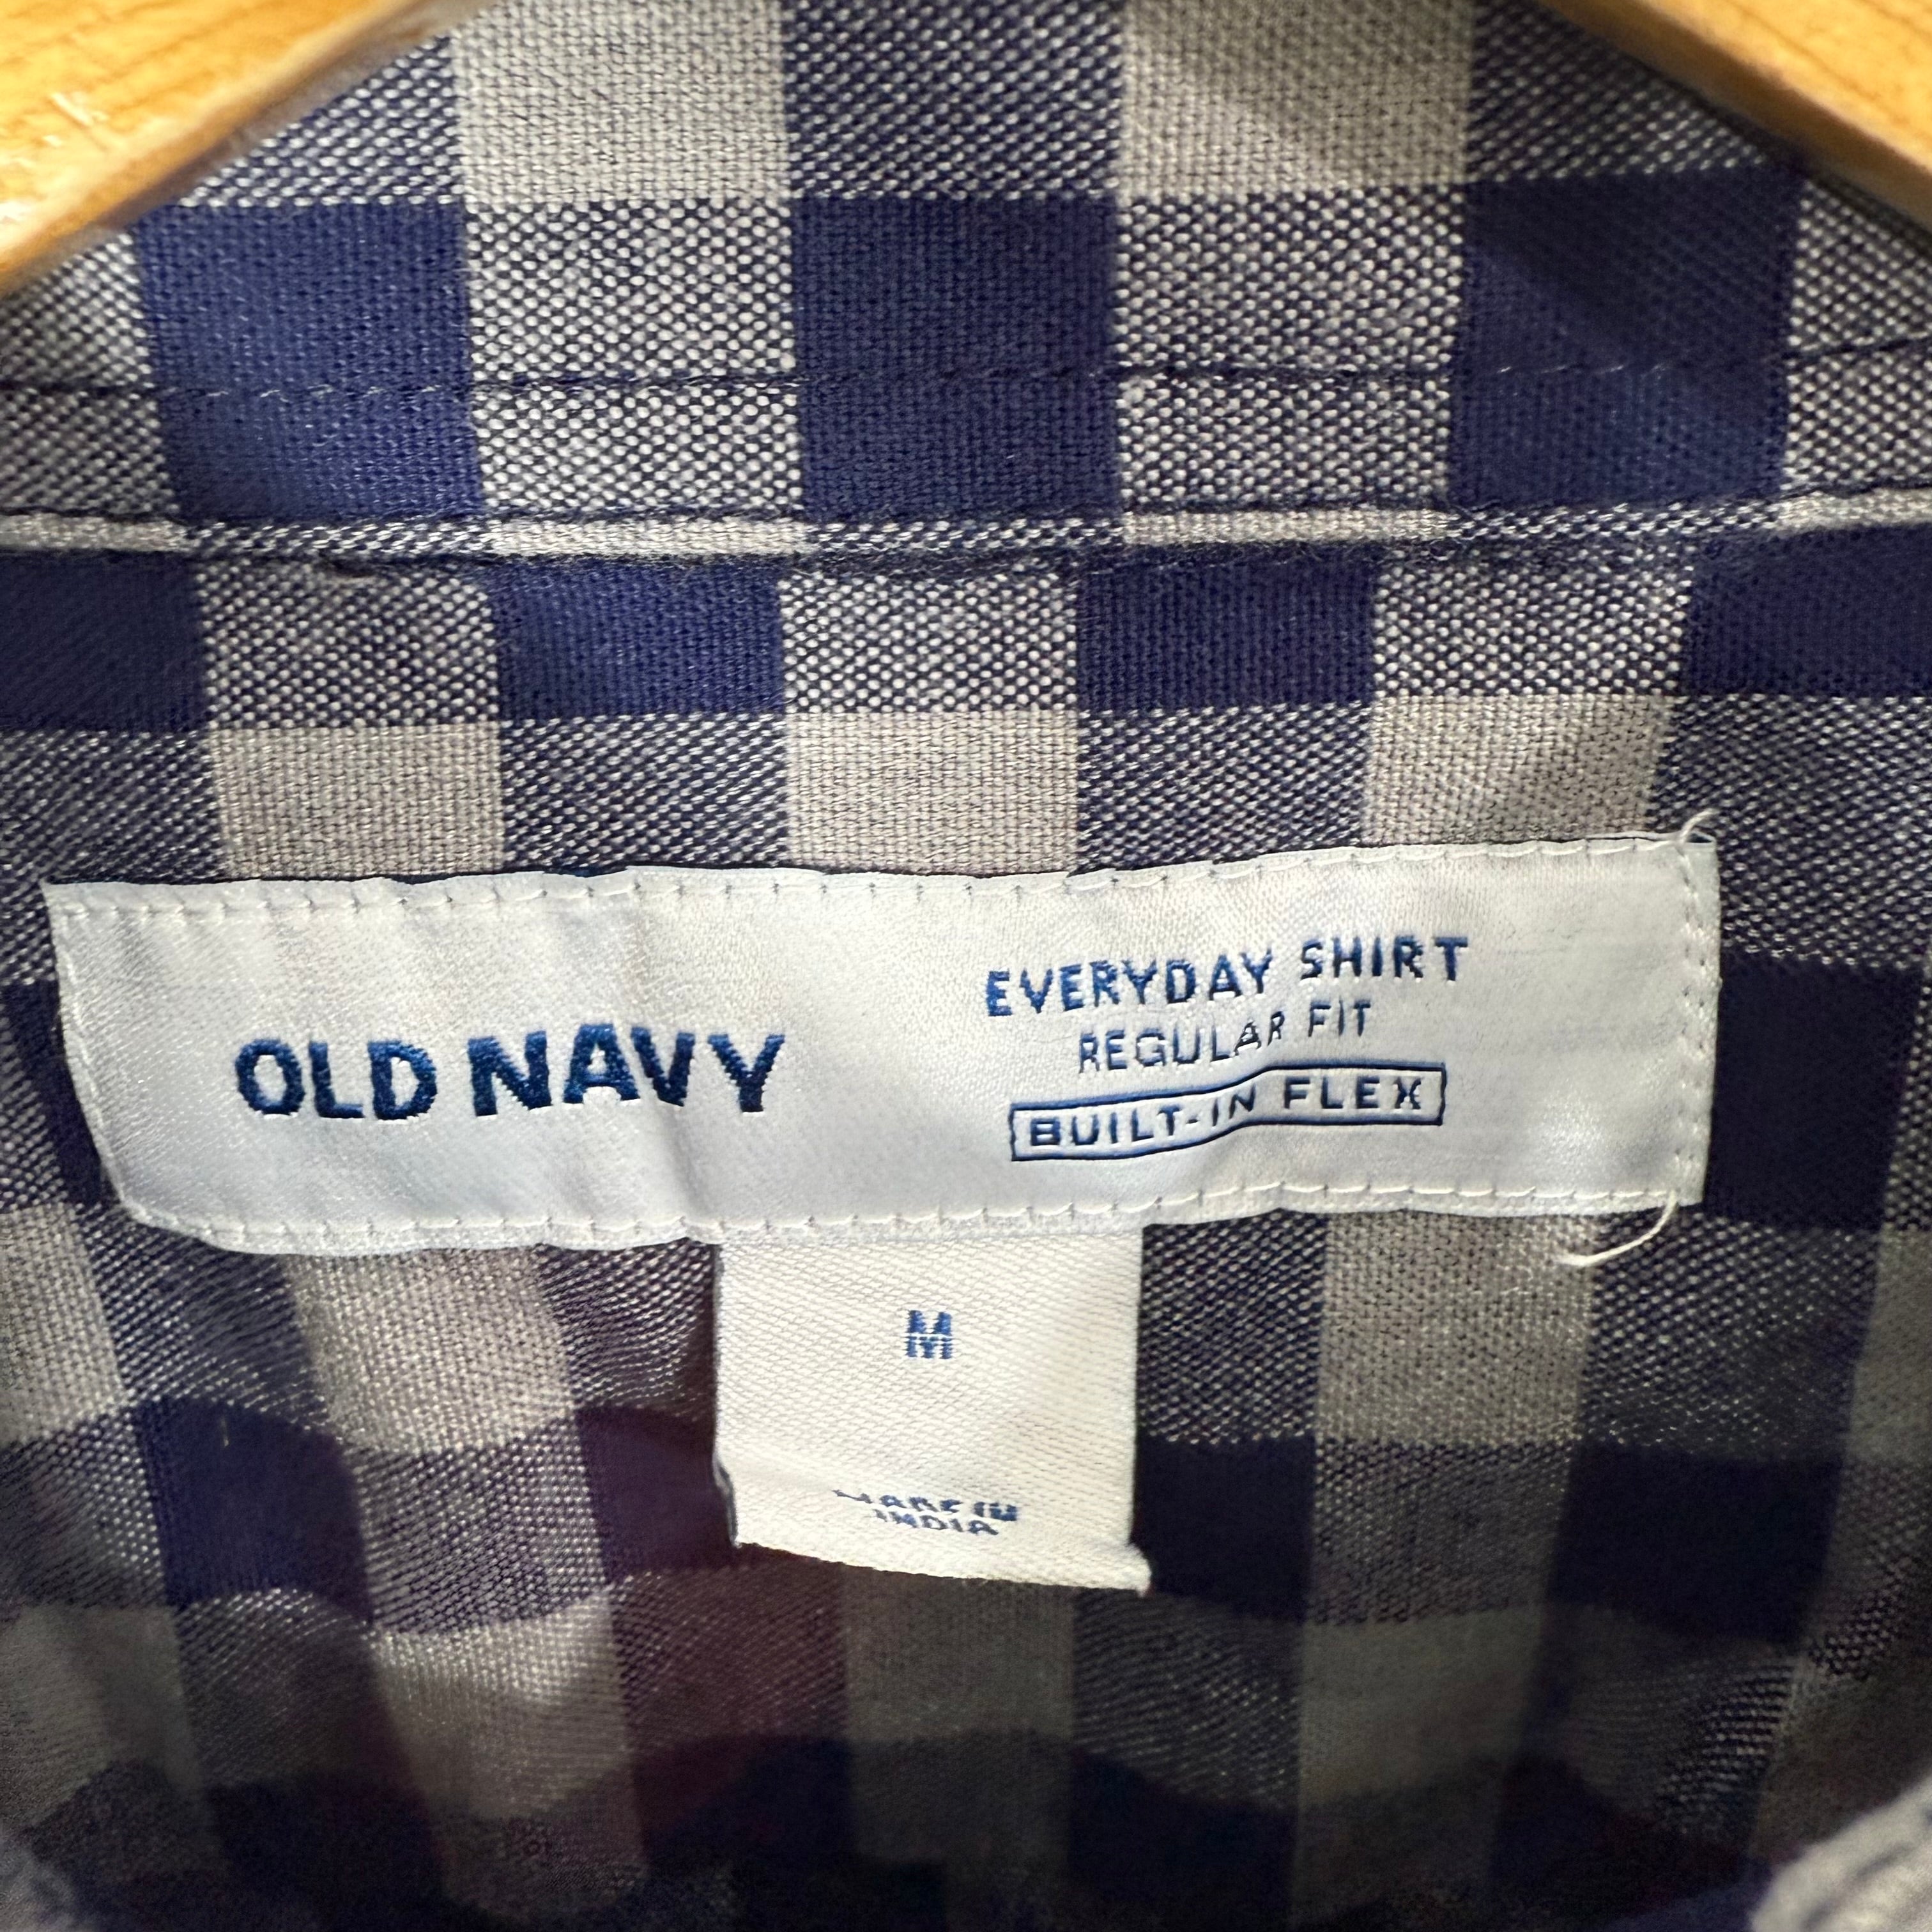 OLD NAVY
EVERYDAY SHIRT
REGULAR FIT
BUILT-IN FLEX
M
MADE IN
INDIA